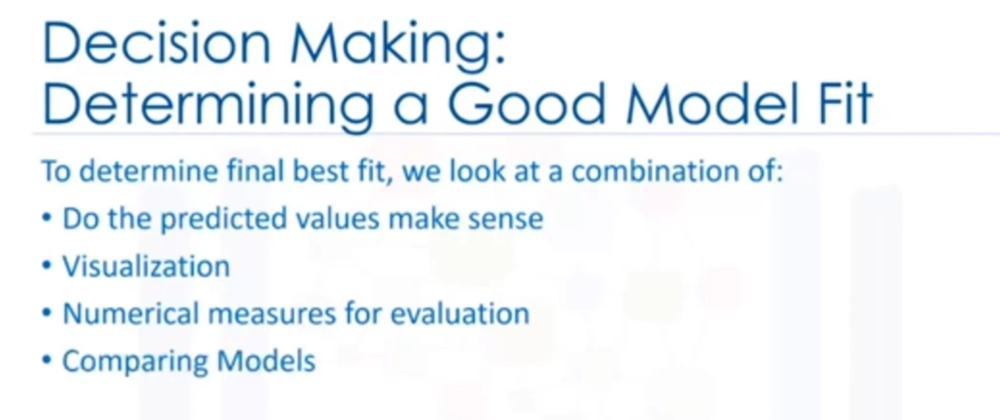 Decision Making:
Determining a Good Model Fit
To determine final best fit, we look at a combination of:
• Do the predicted values make sense
• Visualization
• Numerical measures for evaluation
• Comparing Models